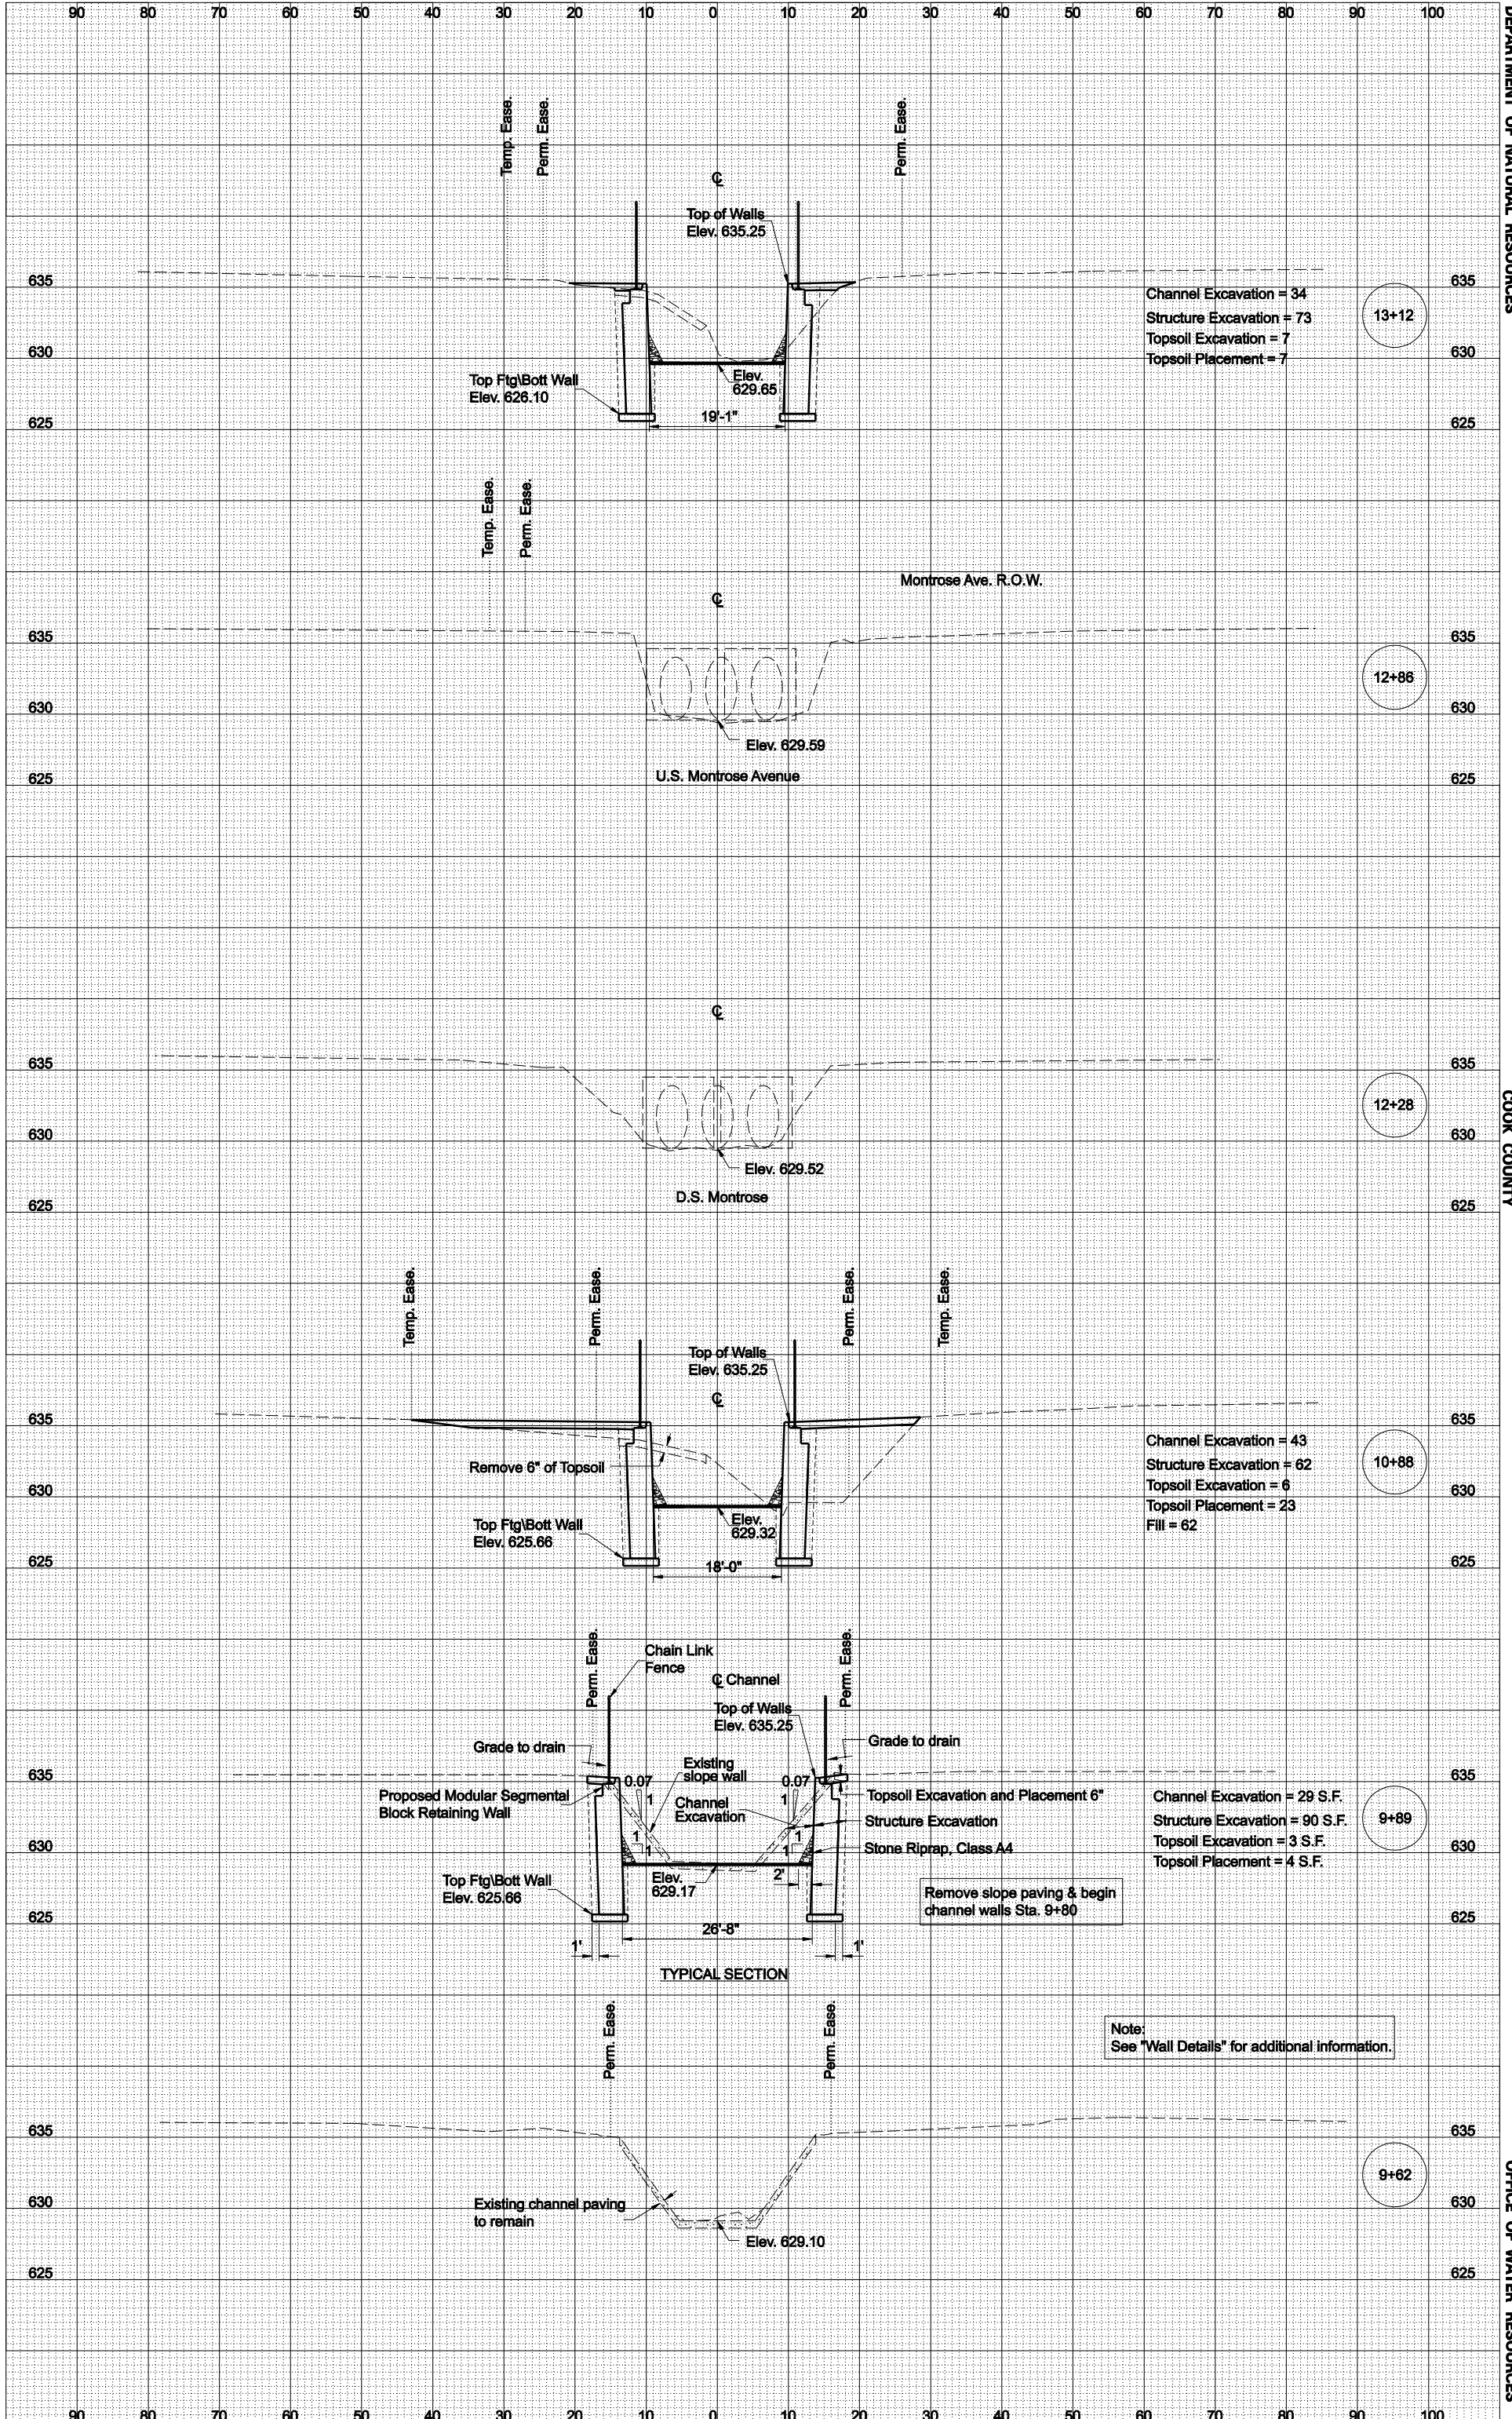 90 80 70 60 50 40 30 20 10 0 10 20 30 40 50 60 70 80 90 100
DEPARTMENT OF NATURAL RESOURCES
Temp. Ease.
Perm. Ease.
Perm. Ease.
℄
Top of Walls
Elev. 635.25
635 635
Channel Excavation = 34
Structure Excavation = 73
Topsoil Excavation = 7
Topsoil Placement = 7
13+12
630 630
Elev.
629.65
Top Ftg\Bott Wall
Elev. 626.10
19'-1"
625 625
Temp. Ease.
Perm. Ease.
Montrose Ave. R.O.W.
℄
635 635
12+86
630 630
Elev. 629.59
U.S. Montrose Avenue
625 625
℄
635 635
12+28
COOK COUNTY
630 630
Elev. 629.52
D.S. Montrose
625 625
Temp. Ease.
Perm. Ease.
Perm. Ease.
Temp. Ease.
Top of Walls
Elev. 635.25
℄
635 635
Channel Excavation = 43
Structure Excavation = 62
Topsoil Excavation = 6
Topsoil Placement = 23
Fill = 62
10+88
Remove 6" of Topsoil
630 630
Elev.
629.32
Top Ftg\Bott Wall
Elev. 625.66
18'-0"
625 625
Perm. Ease.
Chain Link
Fence
℄ Channel
Perm. Ease.
Top of Walls
Elev. 635.25
Grade to drain
Grade to drain
Existing
slope wall
635 635
0.07
1
0.07
1
Proposed Modular Segmental
Block Retaining Wall
Channel
Excavation
Topsoil Excavation and Placement 6"
Structure Excavation
Stone Riprap, Class A4
1
1
1
1
Channel Excavation = 29 S.F.
Structure Excavation = 90 S.F.
Topsoil Excavation = 3 S.F.
Topsoil Placement = 4 S.F.
9+89
630 630
Elev.
629.17
2'
Top Ftg\Bott Wall
Elev. 625.66
Remove slope paving & begin
channel walls Sta. 9+80
625 625
26'-8"
1'
1'
TYPICAL SECTION
Perm. Ease.
Perm. Ease.
Note:
See "Wall Details" for additional information.
635 635
9+62
630 630
Existing channel paving
to remain
Elev. 629.10
625 625
OFFICE OF WATER RESOURCES
90 80 70 60 50 40 30 20 10 0 10 20 30 40 50 60 70 80 90 100